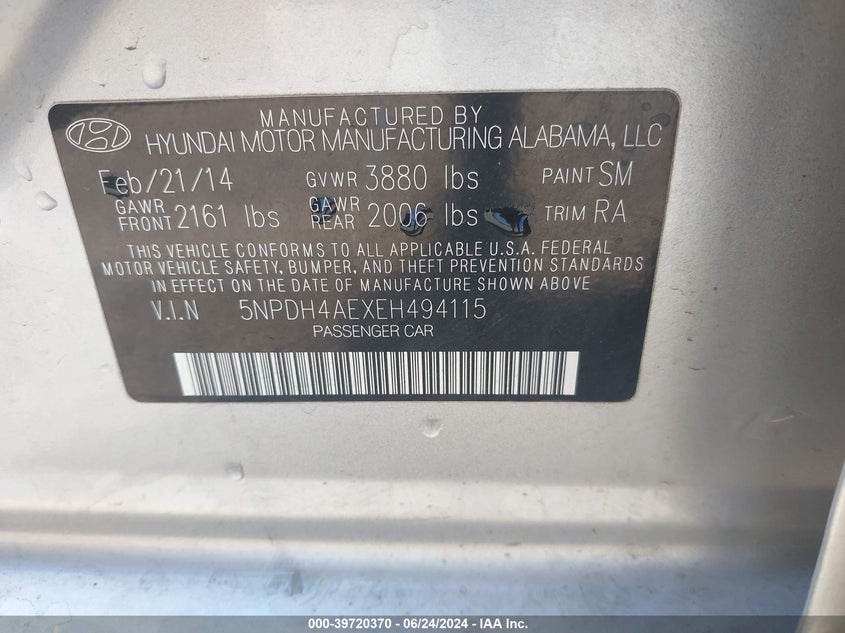 MANUFACTURED BY
HYUNDAI MOTOR MANUFACTURING ALABAMA, LLC
Feb/21/14 GVWR 3880 lbs PAINT SM
GAWR FRONT 2161 lbs GAWR REAR 2006 lbs TRIM RA
THIS VEHICLE CONFORMS TO ALL APPLICABLE U.S.A. FEDERAL
MOTOR VEHICLE SAFETY, BUMPER, AND THEFT PREVENTION STANDARDS
IN EFFECT ON THE DATE OF MANUFACTURE SHOWN ABOVE
V.I.N 5NPDH4AEXEH494115
PASSENGER CAR
000-39720370 - 06/24/2024 - IAA Inc.